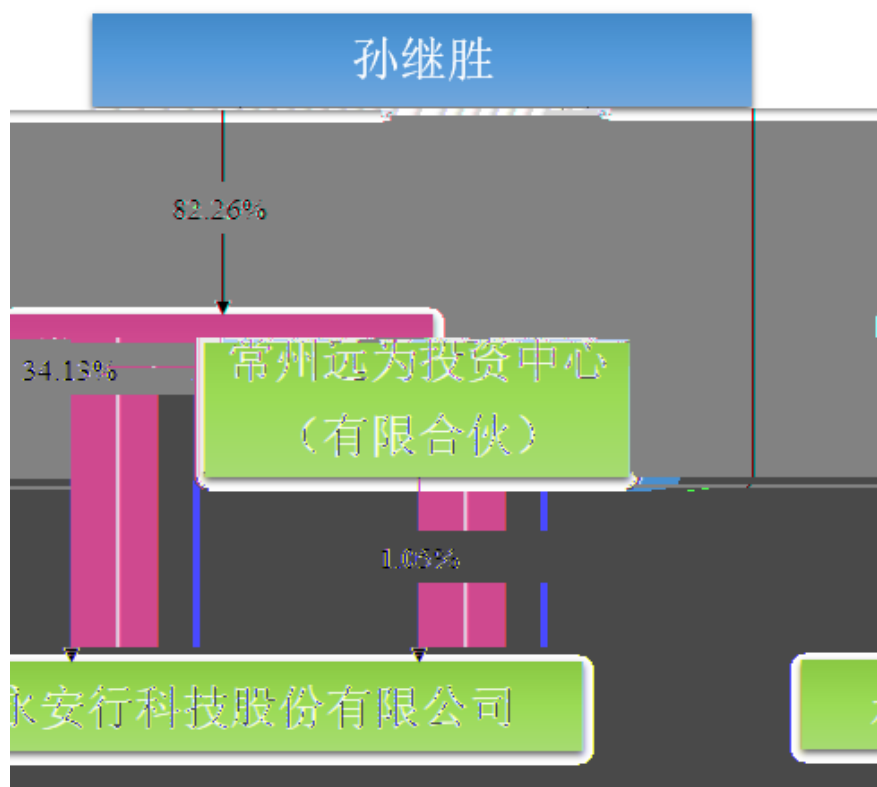 孙继胜
82.26%
常州远为投资中心
34.13%
(有限合伙)
1.05%
永安行科技股份有限公司